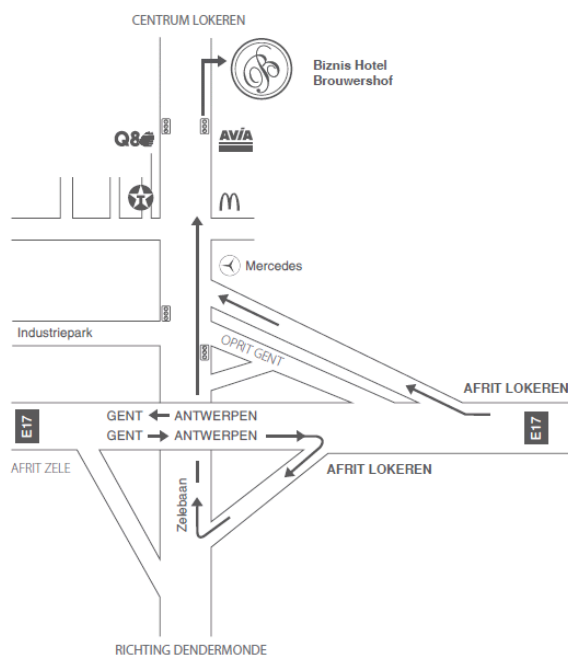 CENTRUM LOKEREN
Biznis Hotel
Brouwershof
Q8
AVIA
T
Mercedes
Industriepark
OPRIT GENT
AFRIT LOKEREN
GENT ANTWERPEN
E17
E17
GENT ANTWERPEN
AFRIT ZELE
AFRIT LOKEREN
Zelebaan
RICHTING DENDERMONDE